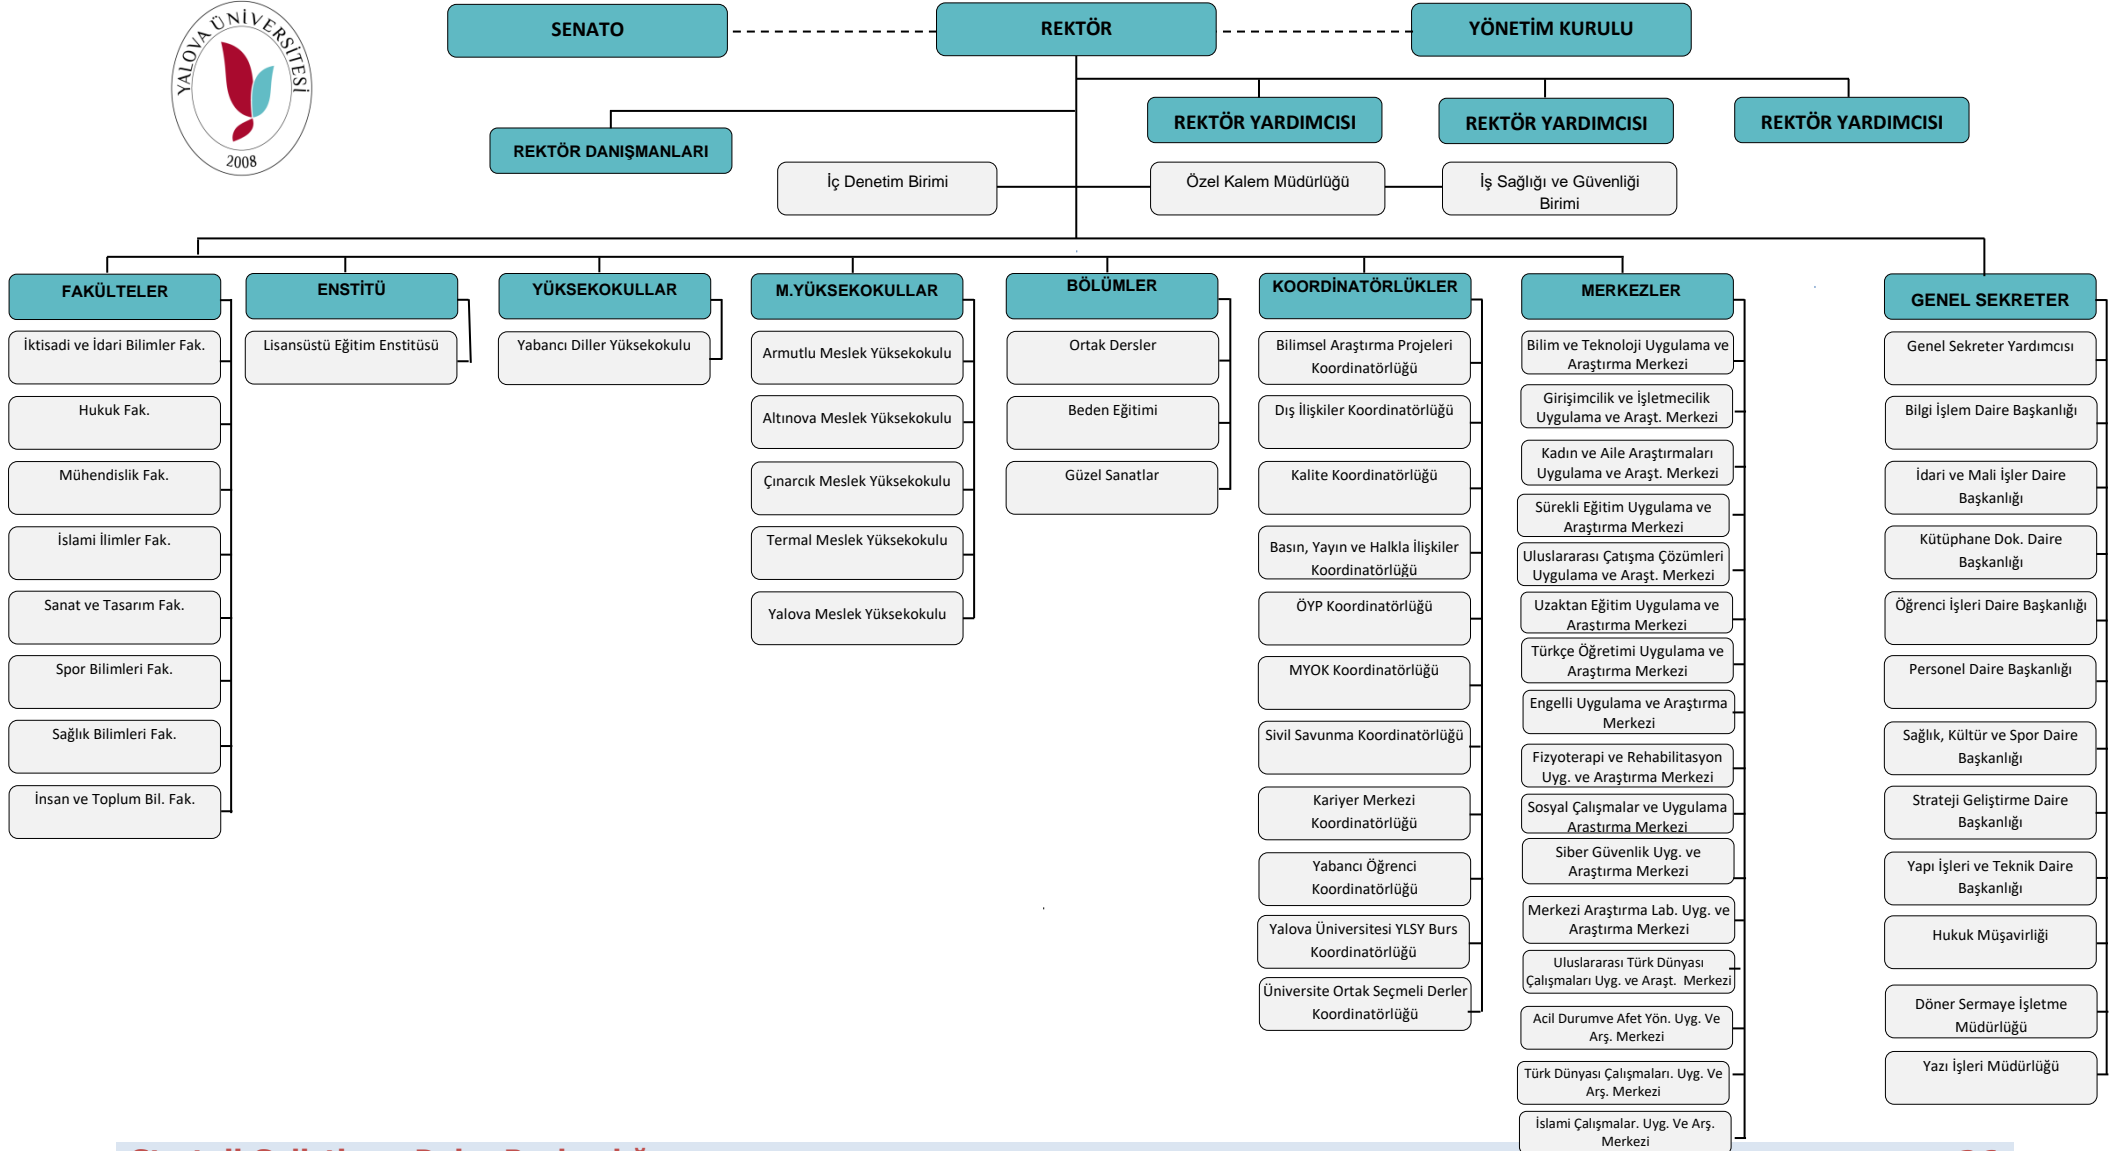 YALOVA ÜNİVERSİTESİ
2008
SENATO
REKTÖR
YÖNETİM KURULU
REKTÖR DANIŞMANLARI
REKTÖR YARDIMCISI
REKTÖR YARDIMCISI
REKTÖR YARDIMCISI
İç Denetim Birimi
Özel Kalem Müdürlüğü
İş Sağlığı ve Güvenliği
Birimi
FAKÜLTELER
İktisadi ve İdari Bilimler Fak.
Hukuk Fak.
Mühendislik Fak.
İslami İlimler Fak.
Sanat ve Tasarım Fak.
Spor Bilimleri Fak.
Sağlık Bilimleri Fak.
İnsan ve Toplum Bil. Fak.
ENSTİTÜ
Lisansüstü Eğitim Enstitüsü
YÜKSEKOKULLAR
Yabancı Diller Yüksekokulu
M.YÜKSEKOKULLAR
Armutlu Meslek Yüksekokulu
Altınova Meslek Yüksekokulu
Çınarcık Meslek Yüksekokulu
Termal Meslek Yüksekokulu
Yalova Meslek Yüksekokulu
BÖLÜMLER
Ortak Dersler
Beden Eğitimi
Güzel Sanatlar
KOORDİNATÖRLÜKLER
Bilimsel Araştırma Projeleri
Koordinatörlüğü
Dış İlişkiler Koordinatörlüğü
Kalite Koordinatörlüğü
Basın, Yayın ve Halkla İlişkiler
Koordinatörlüğü
ÖYP Koordinatörlüğü
MYOK Koordinatörlüğü
Sivil Savunma Koordinatörlüğü
Kariyer Merkezi
Koordinatörlüğü
Yabancı Öğrenci
Koordinatörlüğü
Yalova Üniversitesi YLSY Burs
Koordinatörlüğü
Üniversite Ortak Seçmeli Derler
Koordinatörlüğü
MERKEZLER
Bilim ve Teknoloji Uygulama ve
Araştırma Merkezi
Girişimcilik ve İşletmecilik
Uygulama ve Araşt. Merkezi
Kadın ve Aile Araştırmaları
Uygulama ve Araşt. Merkezi
Sürekli Eğitim Uygulama ve
Araştırma Merkezi
Uluslararası Çatışma Çözümleri
Uygulama ve Araşt. Merkezi
Uzaktan Eğitim Uygulama ve
Araştırma Merkezi
Türkçe Öğretimi Uygulama ve
Araştırma Merkezi
Engelli Uygulama ve Araştırma
Merkezi
Fizyoterapi ve Rehabilitasyon
Uyg. ve Araştırma Merkezi
Sosyal Çalışmalar ve Uygulama
Araştırma Merkezi
Siber Güvenlik Uyg. ve
Araştırma Merkezi
Merkezi Araştırma Lab. Uyg. ve
Araştırma Merkezi
Uluslararası Türk Dünyası
Çalışmaları Uyg. ve Araşt. Merkezi
Acil Durumve Afet Yön. Uyg. Ve
Arş. Merkezi
Türk Dünyası Çalışmaları. Uyg. Ve
Arş. Merkezi
İslami Çalışmalar. Uyg. Ve Arş.
Merkezi
GENEL SEKRETER
Genel Sekreter Yardımcısı
Bilgi İşlem Daire Başkanlığı
İdari ve Mali İşler Daire
Başkanlığı
Kütüphane Dok. Daire
Başkanlığı
Öğrenci İşleri Daire Başkanlığı
Personel Daire Başkanlığı
Sağlık, Kültür ve Spor Daire
Başkanlığı
Strateji Geliştirme Daire
Başkanlığı
Yapı İşleri ve Teknik Daire
Başkanlığı
Hukuk Müşavirliği
Döner Sermaye İşletme
Müdürlüğü
Yazı İşleri Müdürlüğü